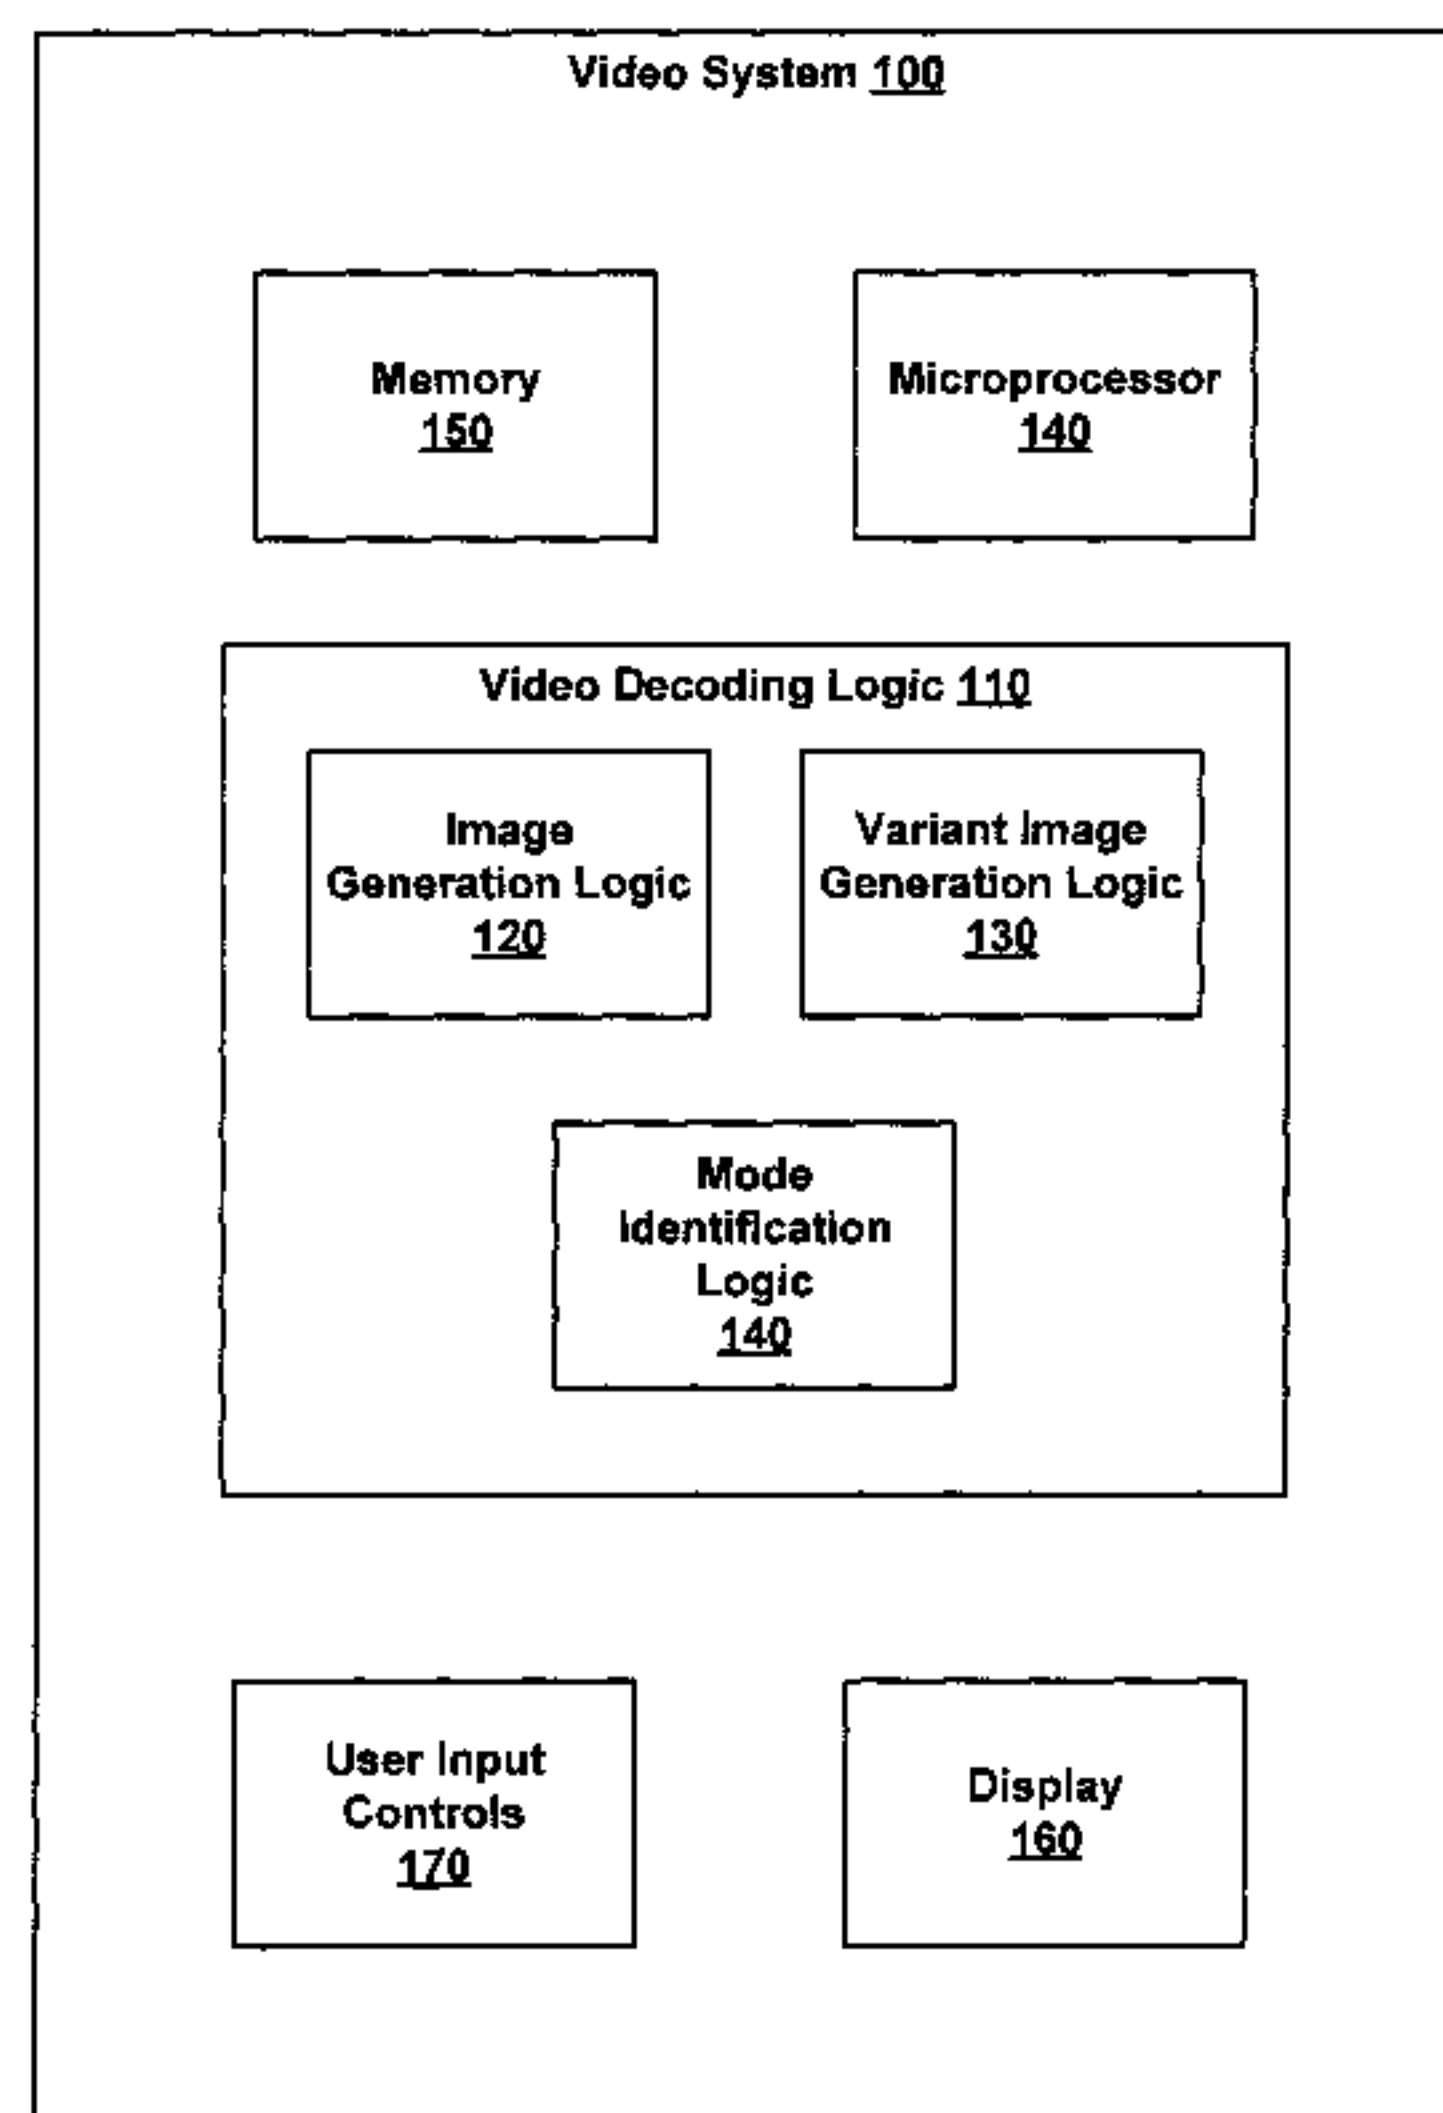 Video System 100
Memory
150
Microprocessor
140
Video Decoding Logic 110
Image
Generation Logic
120
Variant Image
Generation Logic
130
Mode
Identification
Logic
140
User Input
Controls
170
Display
160